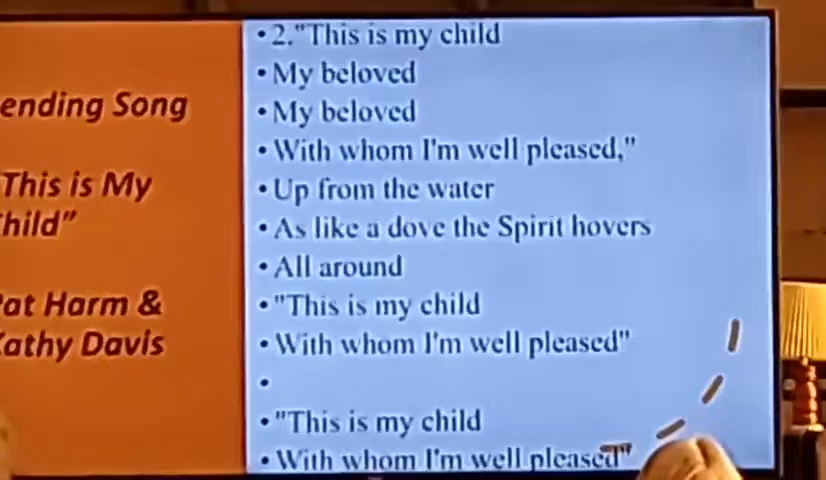 ending Song
This is My
hild"
at Harm &
athy Davis
• 2."This is my child
• My beloved
• My beloved
• With whom I'm well pleased,"
• Up from the water
• As like a dove the Spirit hovers
• All around
• "This is my child
• With whom I'm well pleased"
•
• "This is my child
• With whom I'm well pleased"